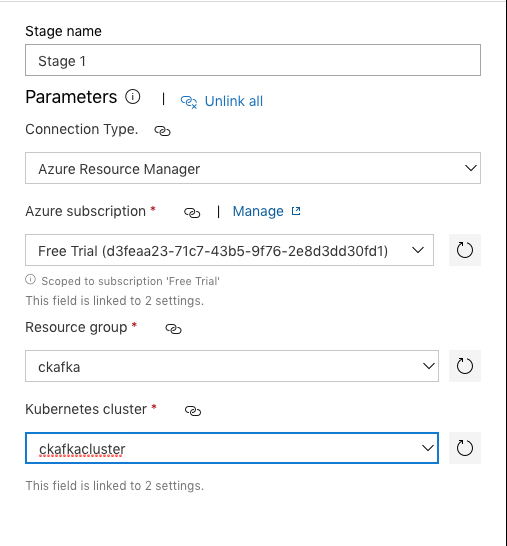 Stage name
Stage 1
Parameters | Unlink all
Connection Type.
Azure Resource Manager
Azure subscription * | Manage
Free Trial (d3feaa23-71c7-43b5-9f76-2e8d3dd30fd1)
Scoped to subscription 'Free Trial'
This field is linked to 2 settings.
Resource group *
ckafka
Kubernetes cluster *
ckafkacluster
This field is linked to 2 settings.